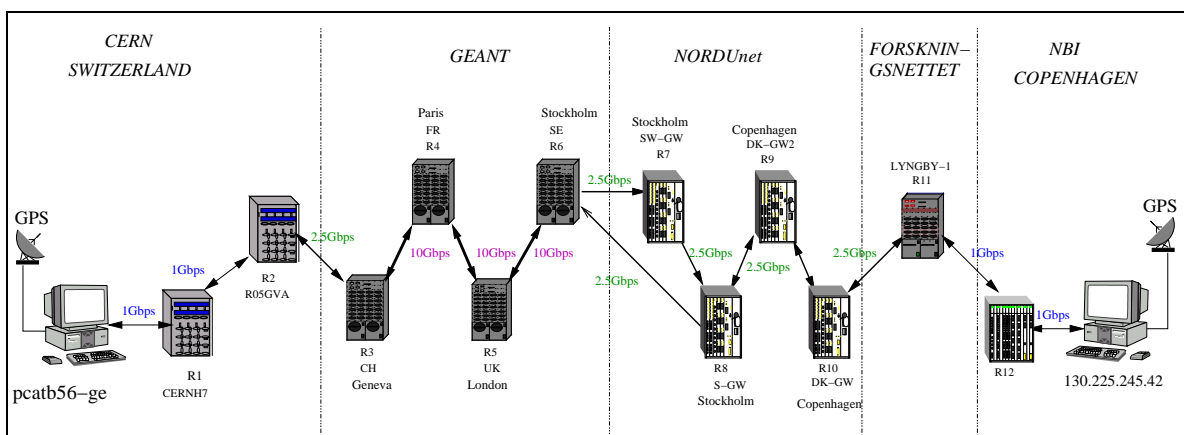 CERN
SWITZERLAND
GEANT
NORDUnet
FORSKNIN-
GSNETTET
NBI
COPENHAGEN
GPS
pcatb56-ge
1Gbps
R1
CERNH7
1Gbps
R2
R05GVA
2.5Gbps
R3
CH
Geneva
10Gbps
Paris
FR
R4
10Gbps
R5
UK
London
10Gbps
Stockholm
SE
R6
2.5Gbps
2.5Gbps
Stockholm
SW-GW
R7
2.5Gbps
R8
S-GW
Stockholm
2.5Gbps
Copenhagen
DK-GW2
R9
R10
DK-GW
Copenhagen
2.5Gbps
LYNGBY-1
R11
1Gbps
R12
1Gbps
GPS
130.225.245.42